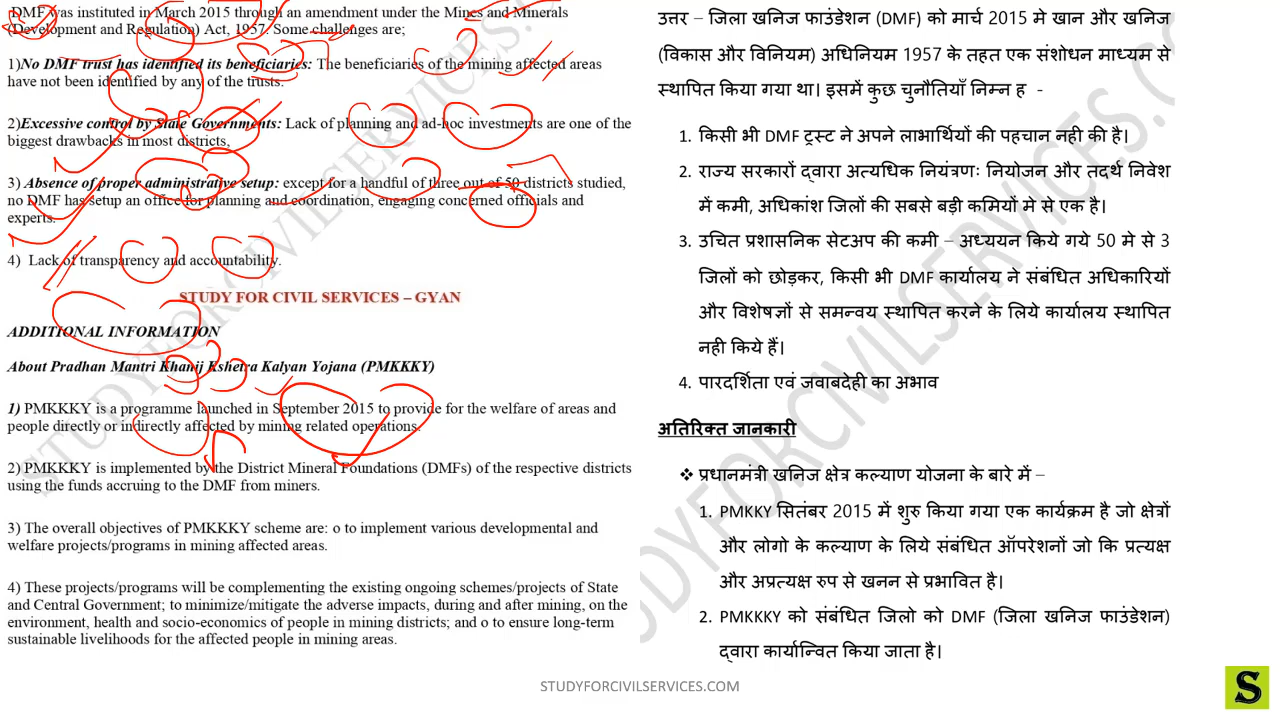 DMF was instituted in March 2015 through an amendment under the Mines and Minerals
(Development and Regulation) Act, 1957. Some challenges are;
1)No DMF trust has identified its beneficiaries: The beneficiaries of the mining affected areas
have not been identified by any of the trusts.
2)Excessive control by State Governments: Lack of planning and ad-hoc investments are one of the
biggest drawbacks in most districts,
3) Absence of proper administrative setup: except for a handful of three out of 50 districts studied,
no DMF has setup an office for planning and coordination, engaging concerned officials and
experts.
4) Lack of transparency and accountability.
STUDY FOR CIVIL SERVICES – GYAN
ADDITIONAL INFORMATION
About Pradhan Mantri Khanij Kshetra Kalyan Yojana (PMKKKY)
1) PMKKKY is a programme launched in September 2015 to provide for the welfare of areas and
people directly or indirectly affected by mining related operations.
2) PMKKKY is implemented by the District Mineral Foundations (DMFs) of the respective districts
using the funds accruing to the DMF from miners.
3) The overall objectives of PMKKKY scheme are: o to implement various developmental and
welfare projects/programs in mining affected areas.
4) These projects/programs will be complementing the existing ongoing schemes/projects of State
and Central Government; to minimize/mitigate the adverse impacts, during and after mining, on the
environment, health and socio-economics of people in mining districts; and o to ensure long-term
sustainable livelihoods for the affected people in mining areas.
उत्तर – जिला खनिज फाउंडेशन (DMF) को मार्च 2015 मे खान और खनिज
(विकास और विनियम) अधिनियम 1957 के तहत एक संशोधन माध्यम से
स्थापित किया गया था। इसमें कुछ चुनौतियाँ निम्न ह -
1. किसी भी DMF ट्रस्ट ने अपने लाभार्थियों की पहचान नही की है।
2. राज्य सरकारों द्वारा अत्यधिक नियंत्रणः नियोजन और तदर्थ निवेश
में कमी, अधिकांश जिलों की सबसे बड़ी कमियों मे से एक है।
3. उचित प्रशासनिक सेटअप की कमी – अध्ययन किये गये 50 मे से 3
जिलों को छोड़कर, किसी भी DMF कार्यालय ने संबंधित अधिकारियों
और विशेषज्ञों से समन्वय स्थापित करने के लिये कार्यालय स्थापित
नही किये हैं।
4. पारदर्शिता एवं जवाबदेही का अभाव
अतिरिक्त जानकारी
❖ प्रधानमंत्री खनिज क्षेत्र कल्याण योजना के बारे में –
1. PMKKY सितंबर 2015 में शुरु किया गया एक कार्यक्रम है जो क्षेत्रों
और लोगो के कल्याण के लिये संबंधित ऑपरेशनों जो कि प्रत्यक्ष
और अप्रत्यक्ष रुप से खनन से प्रभावित है।
2. PMKKKY को संबंधित जिलो को DMF (जिला खनिज फाउंडेशन)
द्वारा कार्यान्वित किया जाता है।
STUDYFORCIVILSERVICES.COM
S